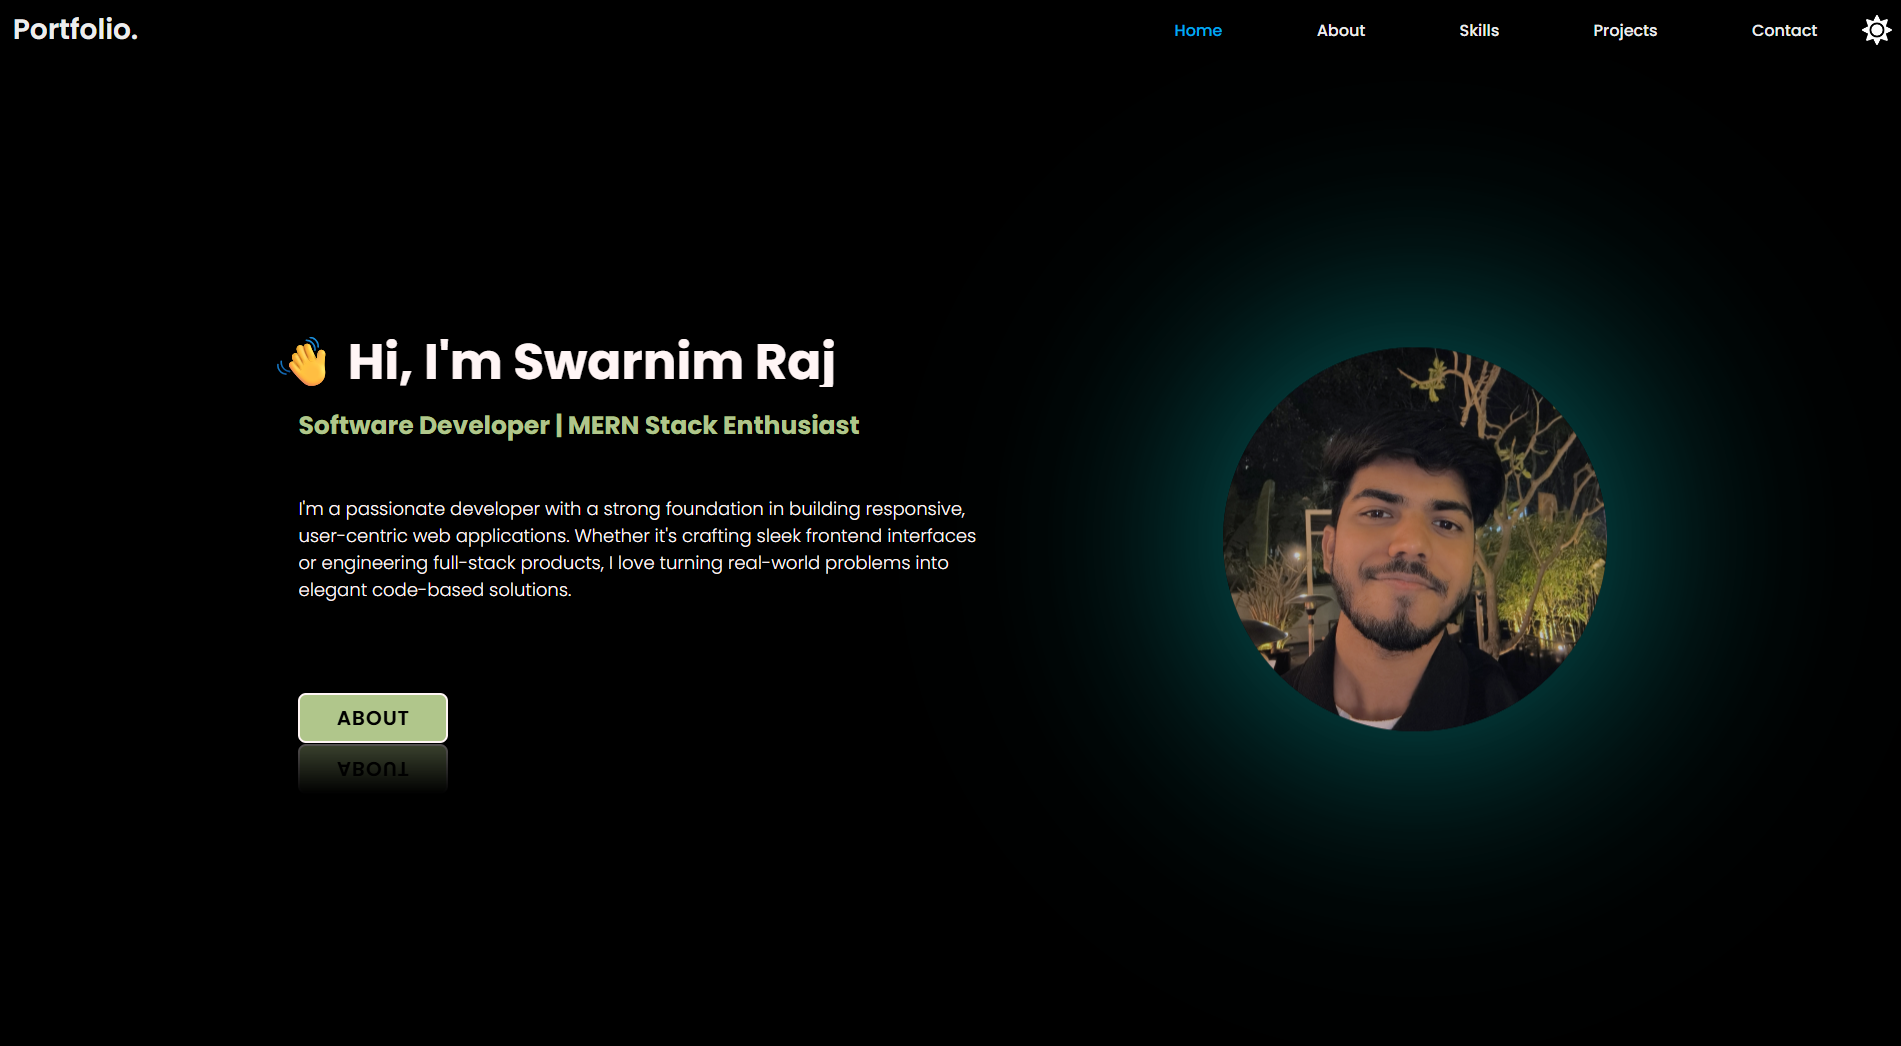 Portfolio.
Home
About
Skills
Projects
Contact
Hi, I'm Swarnim Raj
Software Developer | MERN Stack Enthusiast
I'm a passionate developer with a strong foundation in building responsive,
user-centric web applications. Whether it's crafting sleek frontend interfaces
or engineering full-stack products, I love turning real-world problems into
elegant code-based solutions.
ABOUT
ABOUT